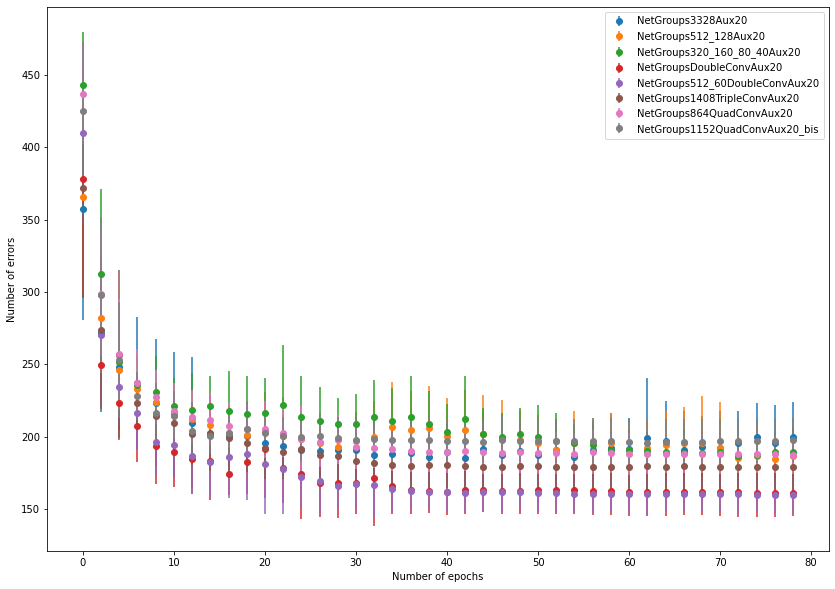 NetGroups3328Aux20
NetGroups512_128Aux20
NetGroups320_160_80_40Aux20
NetGroupsDoubleConvAux20
NetGroups512_60DoubleConvAux20
NetGroups1408TripleConvAux20
NetGroups864QuadConvAux20
NetGroups1152QuadConvAux20_bis
450
400
350
300
250
200
150
Number of errors
0 10 20 30 40 50 60 70 80
Number of epochs